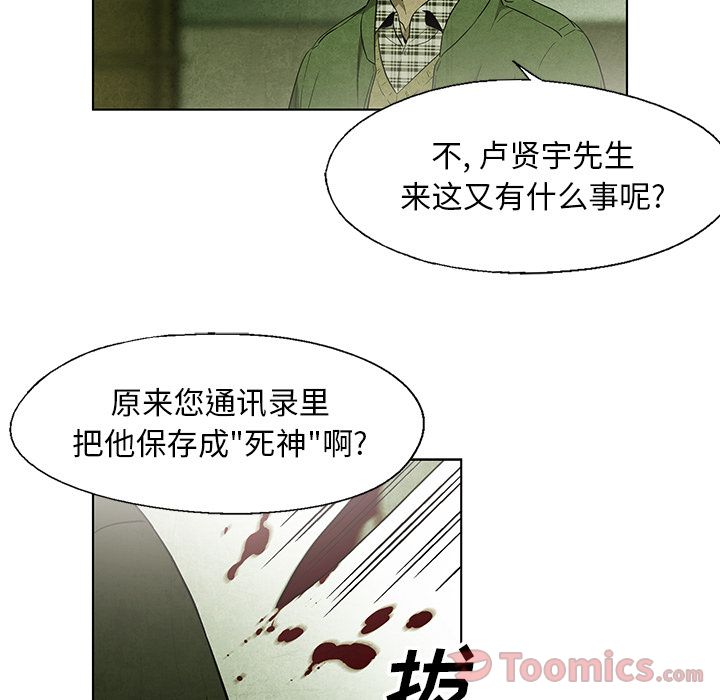 不, 卢贤宇先生
来这又有什么事呢?
原来您通讯录里
把他保存成"死神"啊?
拔
Toomics.com